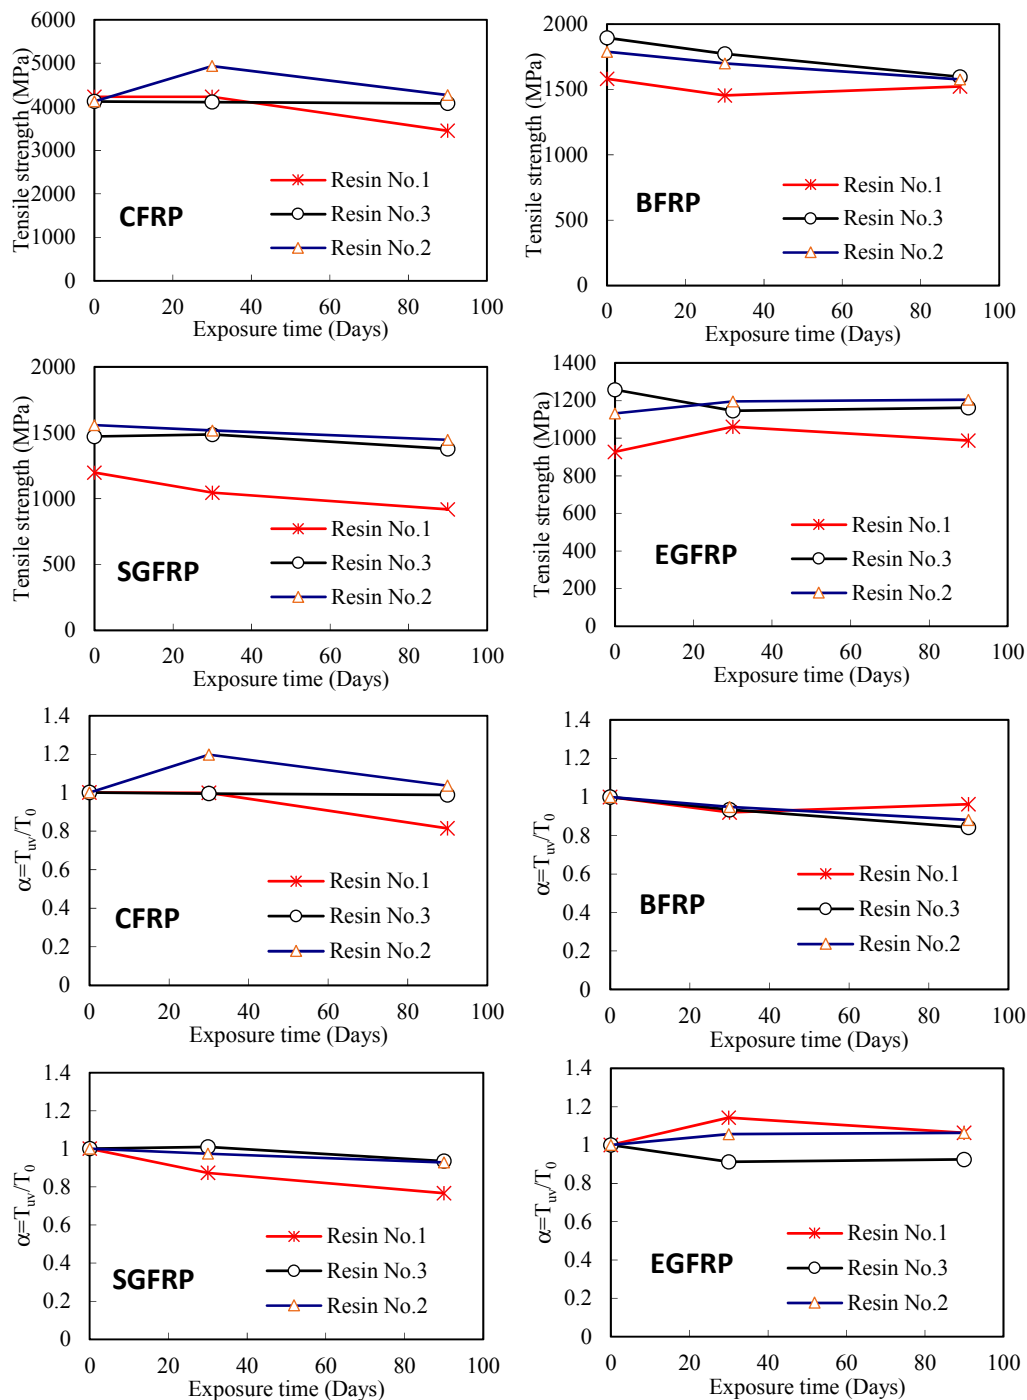 6000
5000
4000
3000
2000
1000
0
Tensile strength (MPa)
Resin No.1
Resin No.3
Resin No.2
CFRP
0 20 40 60 80 100
Exposure time (Days)
2000
1500
1000
500
0
Tensile strength (MPa)
Resin No.1
Resin No.3
Resin No.2
BFRP
0 20 40 60 80 100
Exposure time (Days)
2000
1500
1000
500
0
Tensile strength (MPa)
Resin No.1
Resin No.3
Resin No.2
SGFRP
0 20 40 60 80 100
Exposure time (Days)
1400
1200
1000
800
600
400
200
0
Tensile strength (MPa)
Resin No.1
Resin No.3
Resin No.2
EGFRP
0 20 40 60 80 100
Exposure time (Days)
1.4
1.2
1
0.8
0.6
0.4
0.2
0
α=Tuv/T0
Resin No.1
Resin No.3
Resin No.2
CFRP
0 20 40 60 80 100
Exposure time (Days)
1.4
1.2
1
0.8
0.6
0.4
0.2
0
α=Tuv/T0
Resin No.1
Resin No.3
Resin No.2
BFRP
0 20 40 60 80 100
Exposure time (Days)
1.4
1.2
1
0.8
0.6
0.4
0.2
0
α=Tuv/T0
Resin No.1
Resin No.3
Resin No.2
SGFRP
0 20 40 60 80 100
Exposure time (Days)
1.4
1.2
1
0.8
0.6
0.4
0.2
0
α=Tuv/T0
Resin No.1
Resin No.3
Resin No.2
EGFRP
0 20 40 60 80 100
Exposure time (Days)